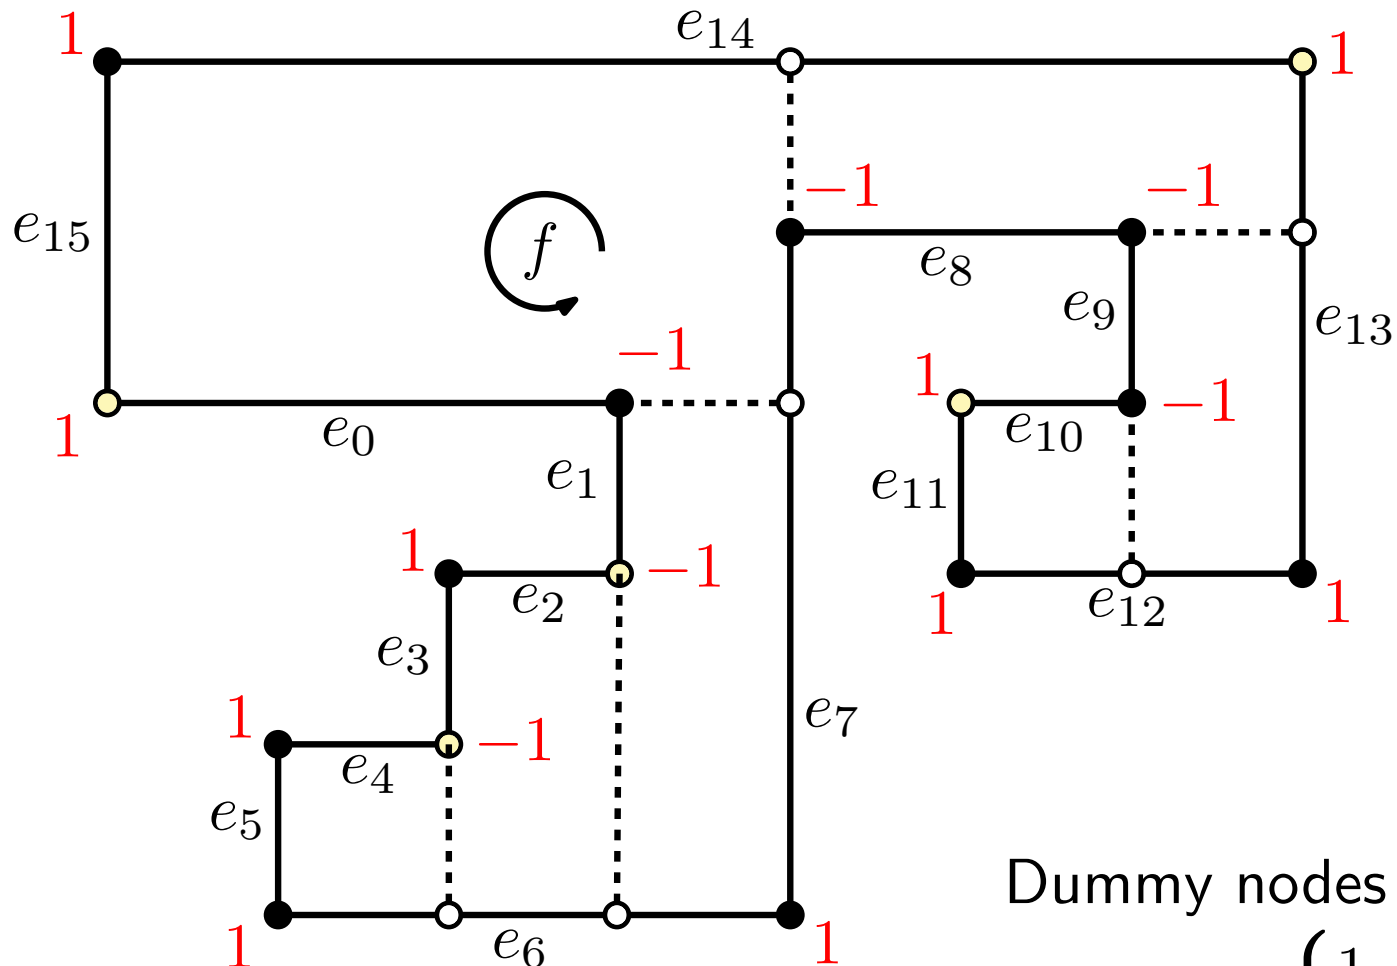 1 e₁₄ 1
−1 −1
e₁₅ f e₈ e₉ e₁₃
−1 1 −1
1 e₀ e₁₀
e₁ e₁₁
1 −1
e₂ 1 e₁₂ 1
e₃
1 −1 e₇
e₄
e₅
Dummy nodes
1 e₆ 1